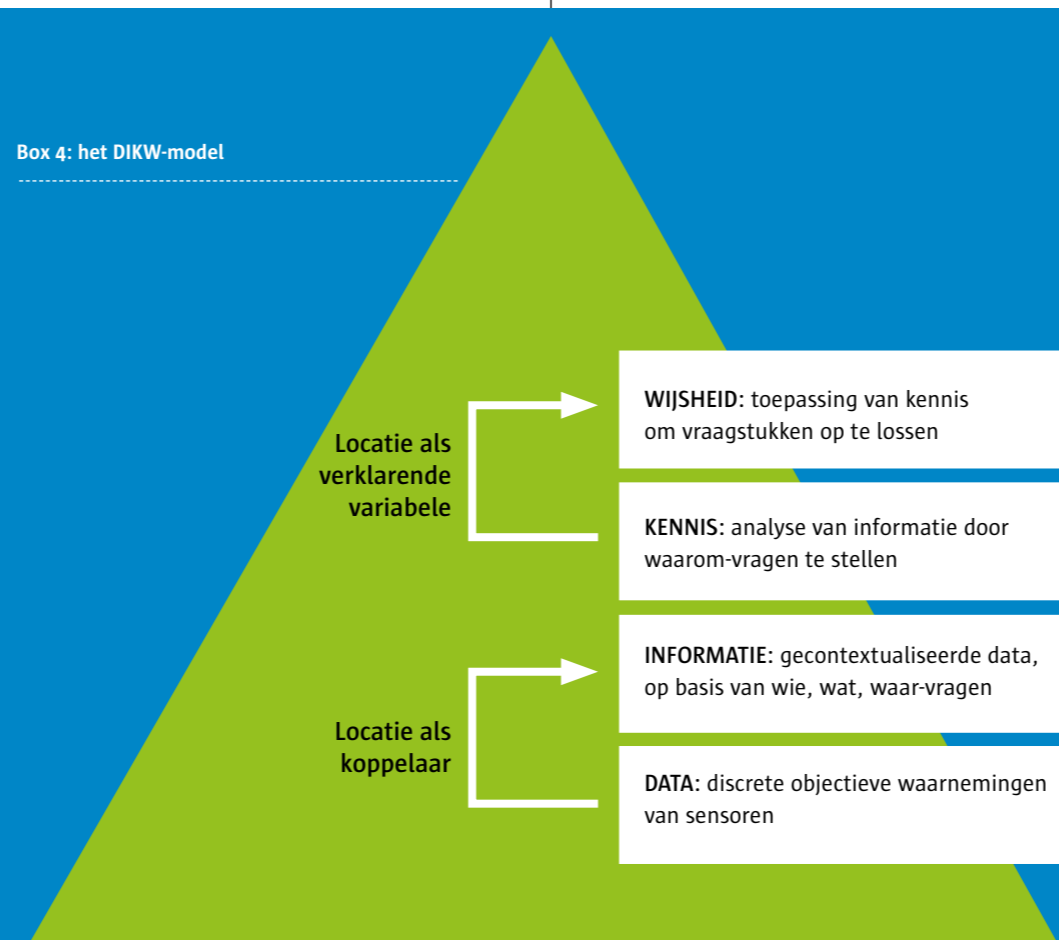 Box 4: het DIKW-model
Locatie als
verklarende
variabele
WIJSHEID: toepassing van kennis
om vraagstukken op te lossen
KENNIS: analyse van informatie door
waarom-vragen te stellen
Locatie als
koppelaar
INFORMATIE: gecontextualiseerde data,
op basis van wie, wat, waar-vragen
DATA: discrete objectieve waarnemingen
van sensoren